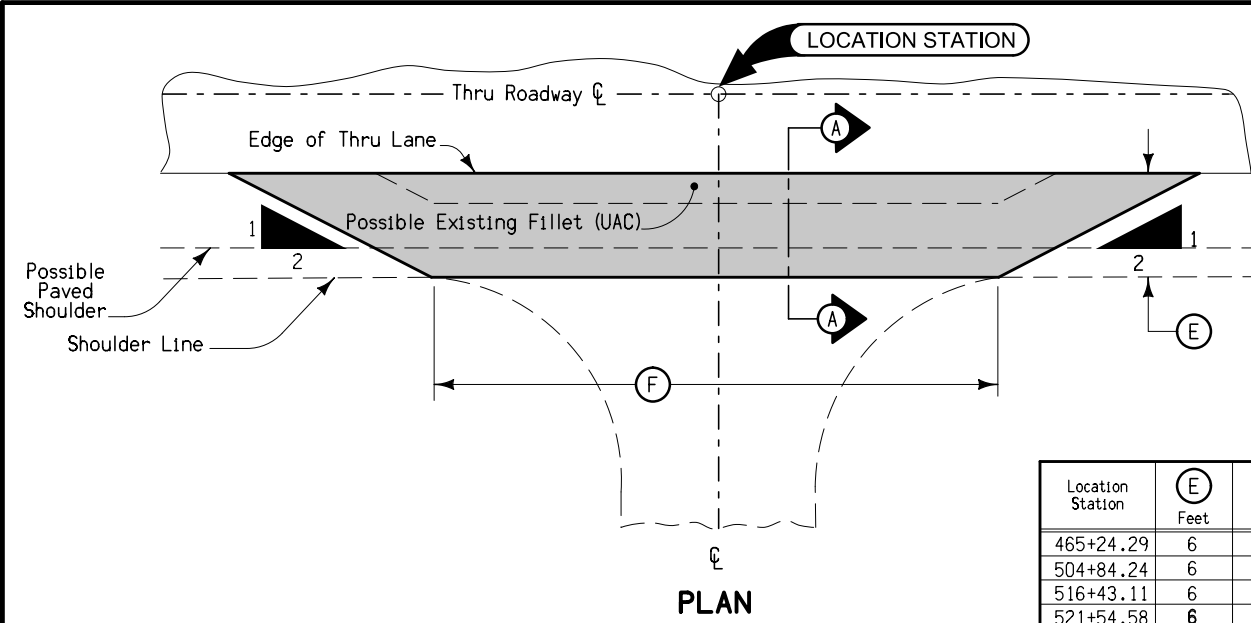 LOCATION STATION
Thru Roadway ℄
A
Edge of Thru Lane
Possible Existing Fillet (UAC)
1
2
1
2
Possible
Paved
Shoulder
Shoulder Line
A
E
F
℄
PLAN
Location
Station
E
Feet
465+24.29 6
504+84.24 6
516+43.11 6
521+54.58 6